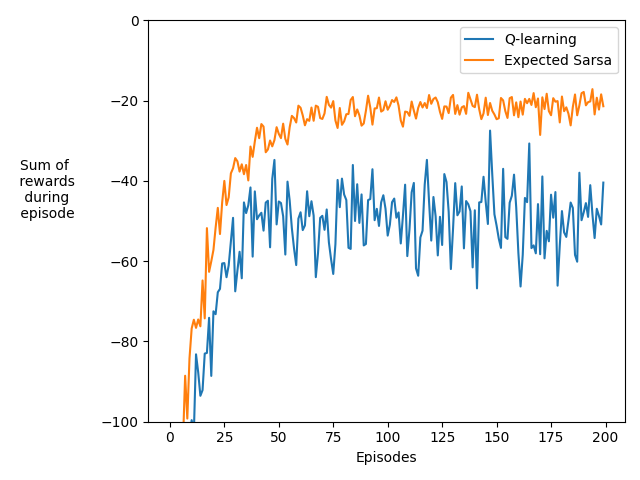 0
−20
−40
−60
−80
−100
Sum of
rewards
during
episode
Q-learning
Expected Sarsa
0
25
50
75
100
125
150
175
200
Episodes